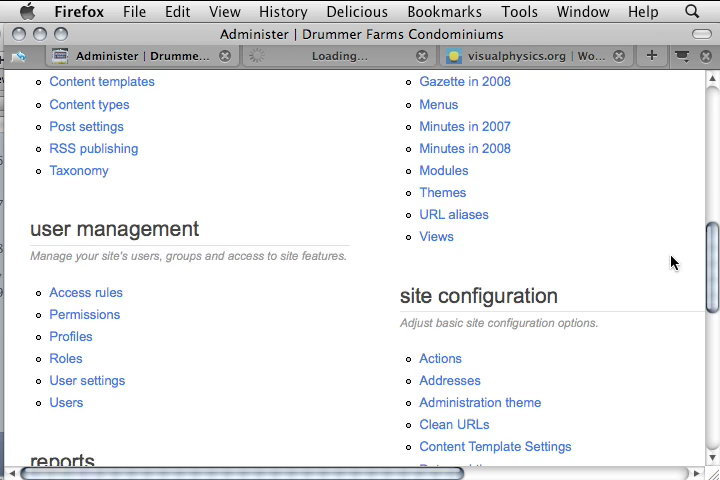 Firefox File Edit View History Delicious Bookmarks Tools Window Help
Administer | Drummer Farms Condominiums
Administer | Drumme... Loading... visualphysics.org | Wo...
Content templates
Content types
Post settings
RSS publishing
Taxonomy
user management
Manage your site's users, groups and access to site features.
Access rules
Permissions
Profiles
Roles
User settings
Users
reports
Gazette in 2008
Menus
Minutes in 2007
Minutes in 2008
Modules
Themes
URL aliases
Views
site configuration
Adjust basic site configuration options.
Actions
Addresses
Administration theme
Clean URLs
Content Template Settings